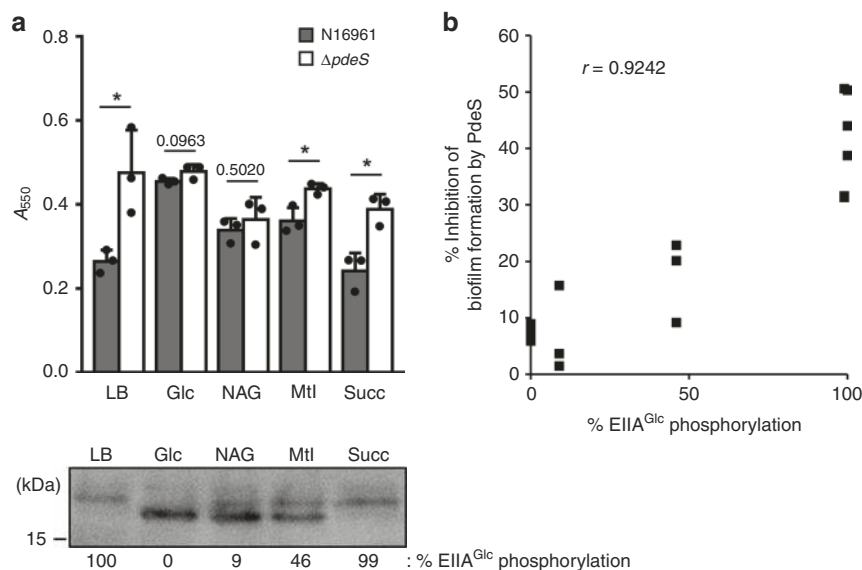 a
0.8
0.6
0.4
0.2
0.0
A550
N16961
ΔpdeS
*
0.0963
0.5020
*
*
LB Glc NAG Mtl Succ
LB Glc NAG Mtl Succ
(kDa)
15
100 0 9 46 99 : % EIIAGlc phosphorylation
b
60
50
40
30
20
10
0
% Inhibition of
biofilm formation by PdeS
r = 0.9242
0 50 100
% EIIAGlc phosphorylation